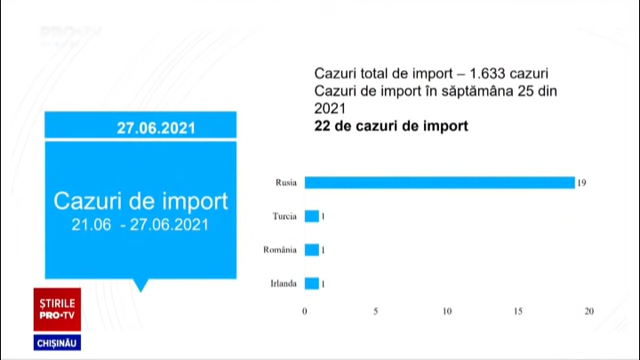 PRO•TV
Cazuri total de import – 1.633 cazuri
Cazuri de import în săptămâna 25 din
2021
22 de cazuri de import
27.06.2021
Cazuri de import
21.06 - 27.06.2021
Rusia
19
Turcia
1
România
1
Irlanda
1
0
5
10
15
20
ȘTIRILE
PRO•TV
CHIȘINĂU